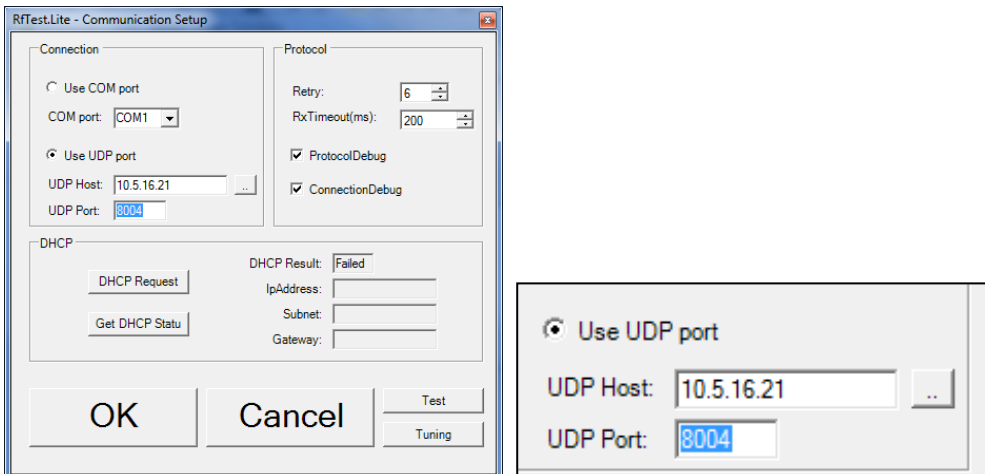 RfTest.Lite - Communication Setup
Connection
Use COM port
COM port: COM1
Use UDP port
UDP Host: 10.5.16.21 ..
UDP Port: 8004
Protocol
Retry: 6
RxTimeout(ms): 200
ProtocolDebug
ConnectionDebug
DHCP
DHCP Request
Get DHCP Statu
DHCP Result: Failed
IpAddress:
Subnet:
Gateway:
OK
Cancel
Test
Tuning
Use UDP port
UDP Host: 10.5.16.21 ..
UDP Port: 8004